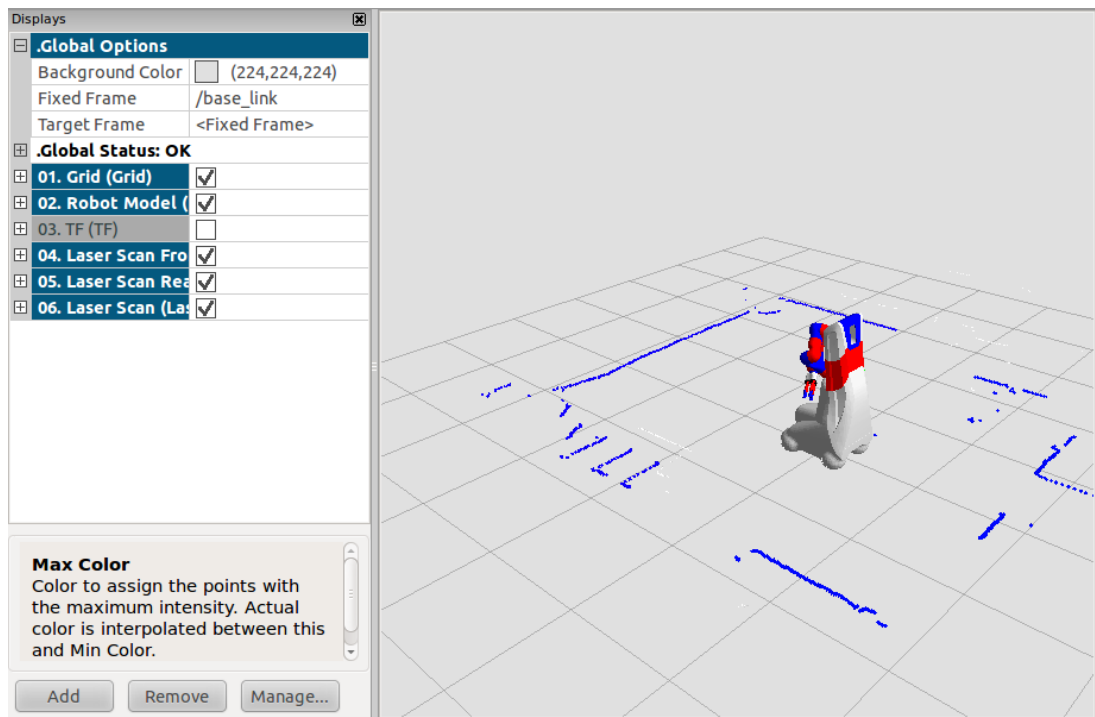 Displays
.Global Options
Background Color (224,224,224)
Fixed Frame /base_link
Target Frame <Fixed Frame>
.Global Status: OK
01. Grid (Grid)
02. Robot Model (
03. TF (TF)
04. Laser Scan Fro
05. Laser Scan Rea
06. Laser Scan (Las
Max Color
Color to assign the points with
the maximum intensity. Actual
color is interpolated between this
and Min Color.
Add Remove Manage...